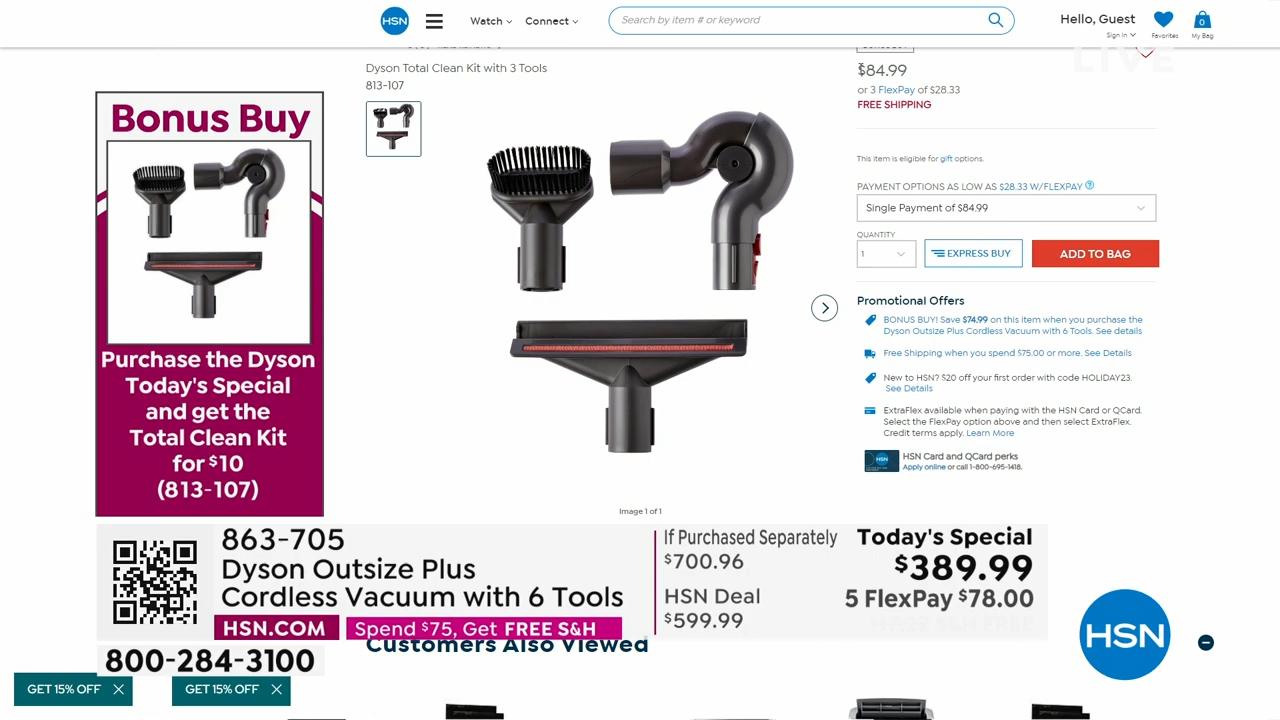 HSN
Watch
Connect
Search by item # or keyword
Hello, Guest
Sign In
Favorites
0
My Bag
LIVE
Dyson Total Clean Kit with 3 Tools
813-107
$84.99
or 3 FlexPay of $28.33
FREE SHIPPING
This item is eligible for gift options.
PAYMENT OPTIONS AS LOW AS $28.33 W/FLEXPAY ?
Single Payment of $84.99
QUANTITY
1
EXPRESS BUY
ADD TO BAG
Promotional Offers
BONUS BUY! Save $74.99 on this item when you purchase the
Dyson Outsize Plus Cordless Vacuum with 6 Tools. See details
Free Shipping when you spend $75.00 or more. See Details
New to HSN? $20 off your first order with code HOLIDAY23.
See Details
ExtraFlex available when paying with the HSN Card or QCard.
Select the FlexPay option above and then select ExtraFlex.
Credit terms apply. Learn More
HSN
HSN Card and QCard perks
Apply online or call 1-800-695-1418.
Image 1 of 1
Bonus Buy
Purchase the Dyson
Today's Special
and get the
Total Clean Kit
for $10
(813-107)
863-705
Dyson Outsize Plus
Cordless Vacuum with 6 Tools
HSN.COM
Spend $75, Get FREE S&H
If Purchased Separately
$700.96
HSN Deal
$599.99
Today's Special
$389.99
5 FlexPay $78.00
800-284-3100
Customers Also Viewed
HSN
GET 15% OFF
GET 15% OFF